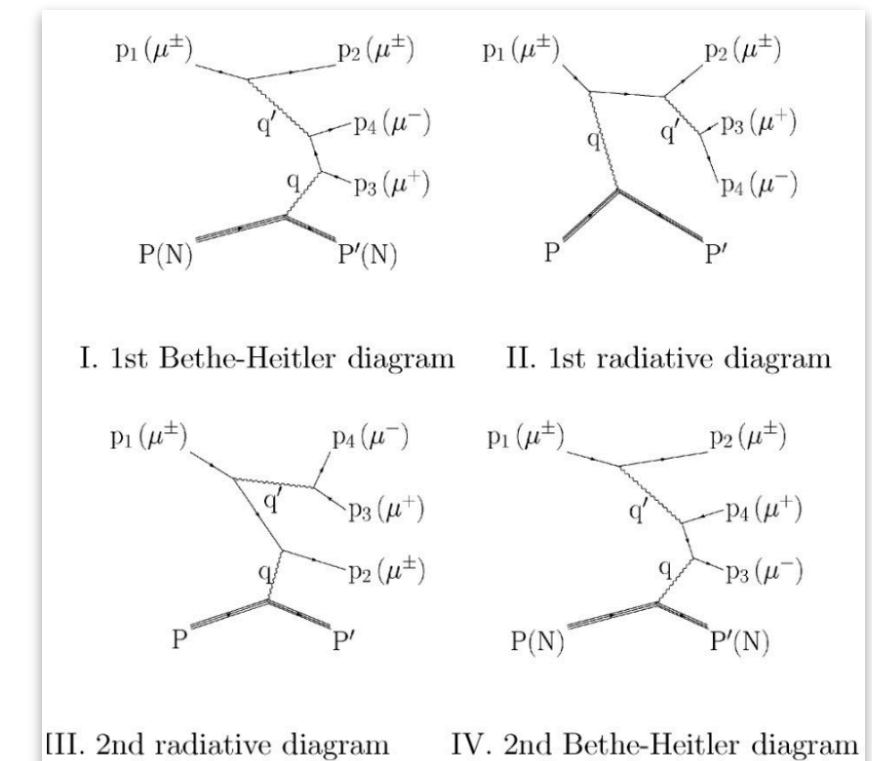 p₁ (μ±) p₂ (μ±) p₁ (μ±) p₂ (μ±)
q′ p₄ (μ⁻) q q′ p₃ (μ⁺)
q p₃ (μ⁺) p₄ (μ⁻)
P(N) P′(N) P P′
I. 1st Bethe-Heitler diagram II. 1st radiative diagram
p₁ (μ±) p₄ (μ⁻) p₁ (μ±) p₂ (μ±)
q′ p₃ (μ⁺) q′ p₄ (μ⁺)
q p₂ (μ±) q p₃ (μ⁻)
P P′ P(N) P′(N)
III. 2nd radiative diagram IV. 2nd Bethe-Heitler diagram